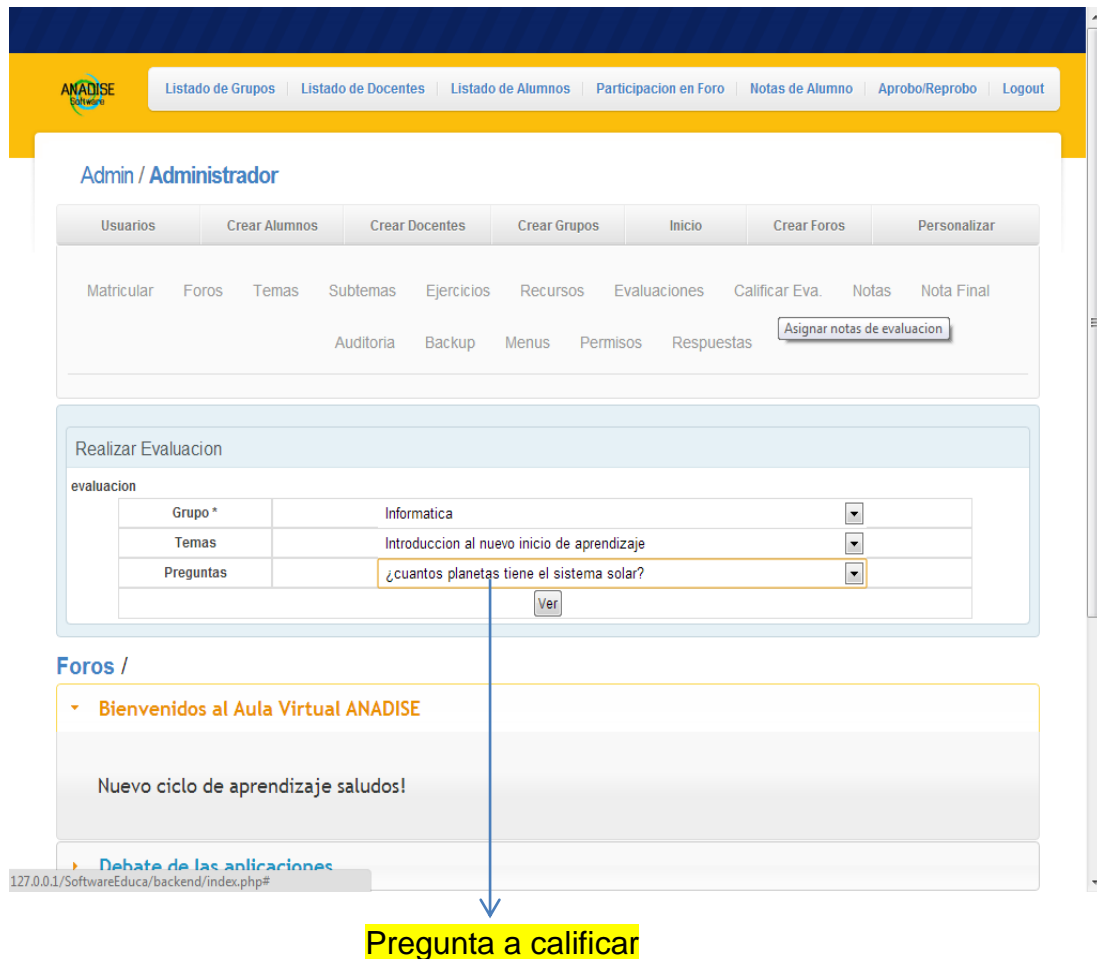 ANADISE
Software
Listado de Grupos Listado de Docentes Listado de Alumnos Participacion en Foro Notas de Alumno Aprobo/Reprobo Logout
Admin / Administrador
Usuarios Crear Alumnos Crear Docentes Crear Grupos Inicio Crear Foros Personalizar
Matricular Foros Temas Subtemas Ejercicios Recursos Evaluaciones Calificar Eva. Notas Nota Final
Asignar notas de evaluacion
Auditoria Backup Menus Permisos Respuestas
Realizar Evaluacion
evaluacion
Grupo * Informatica
Temas Introduccion al nuevo inicio de aprendizaje
Preguntas ¿cuantos planetas tiene el sistema solar?
Ver
Foros /
Bienvenidos al Aula Virtual ANADISE
Nuevo ciclo de aprendizaje saludos!
Debate de las aplicaciones
127.0.0.1/SoftwareEduca/backend/index.php#
Pregunta a calificar